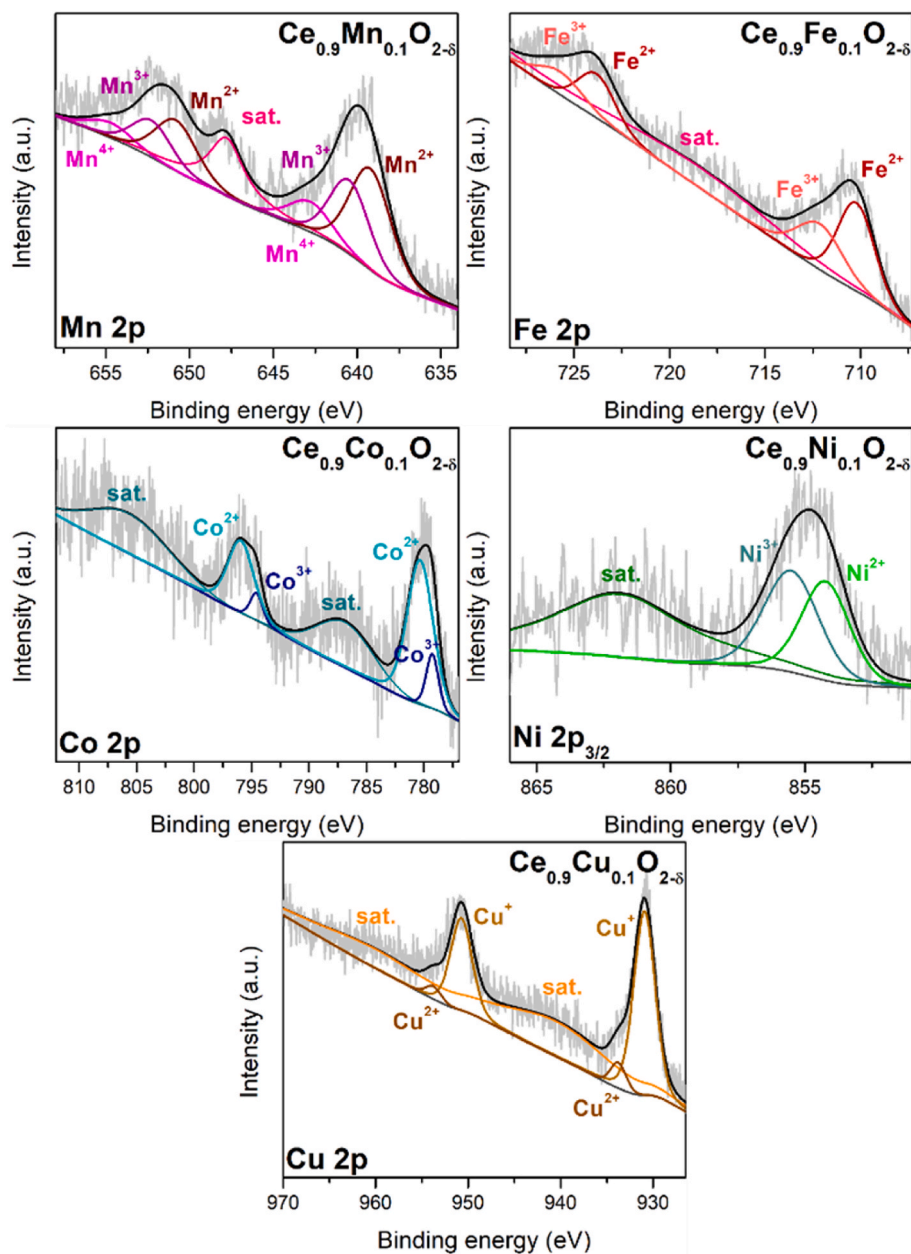 Ce0.9Mn0.1O2-δ
Mn3+
Mn2+
sat.
Mn3+
Mn2+
Mn4+
Mn4+
Mn 2p
Intensity (a.u.)
655 650 645 640 635
Binding energy (eV)
Ce0.9Fe0.1O2-δ
Fe3+
Fe2+
sat.
Fe3+
Fe2+
Fe 2p
Intensity (a.u.)
725 720 715 710
Binding energy (eV)
Ce0.9Co0.1O2-δ
sat.
Co2+
Co3+
sat.
Co2+
Co3+
Co 2p
Intensity (a.u.)
810 805 800 795 790 785 780
Binding energy (eV)
Ce0.9Ni0.1O2-δ
Ni3+
Ni2+
sat.
Ni 2p3/2
Intensity (a.u.)
865 860 855
Binding energy (eV)
Ce0.9Cu0.1O2-δ
sat.
Cu+
Cu+
sat.
Cu2+
Cu2+
Cu 2p
Intensity (a.u.)
970 960 950 940 930
Binding energy (eV)